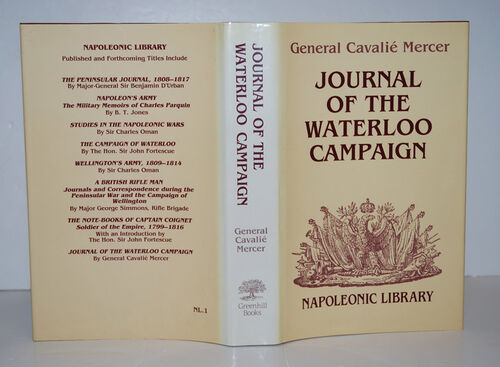 NAPOLEONIC LIBRARY
Published and Forthcoming Titles Include
THE PENINSULAR JOURNAL, 1808–1817
By Major-General Sir Benjamin D'Urban
NAPOLEON'S ARMY
The Military Memoirs of Charles Parquin
By B. T. Jones
STUDIES IN THE NAPOLEONIC WARS
By Sir Charles Oman
THE CAMPAIGN OF WATERLOO
By The Hon. Sir John Fortescue
WELLINGTON'S ARMY, 1809–1814
By Sir Charles Oman
A BRITISH RIFLE MAN
Journals and Correspondence during the
Peninsular War and the Campaign of
Wellington
By Major George Simmons, Rifle Brigade
THE NOTE-BOOKS OF CAPTAIN COIGNET
Soldier of the Empire, 1799–1816
With an Introduction by
The Hon. Sir John Fortescue
JOURNAL OF THE WATERLOO CAMPAIGN
By General Cavalié Mercer
NL.1
JOURNAL OF THE
WATERLOO CAMPAIGN
General
Cavalié
Mercer
Greenhill
Books
General Cavalié Mercer
JOURNAL
OF THE
WATERLOO
CAMPAIGN
NAPOLEONIC LIBRARY